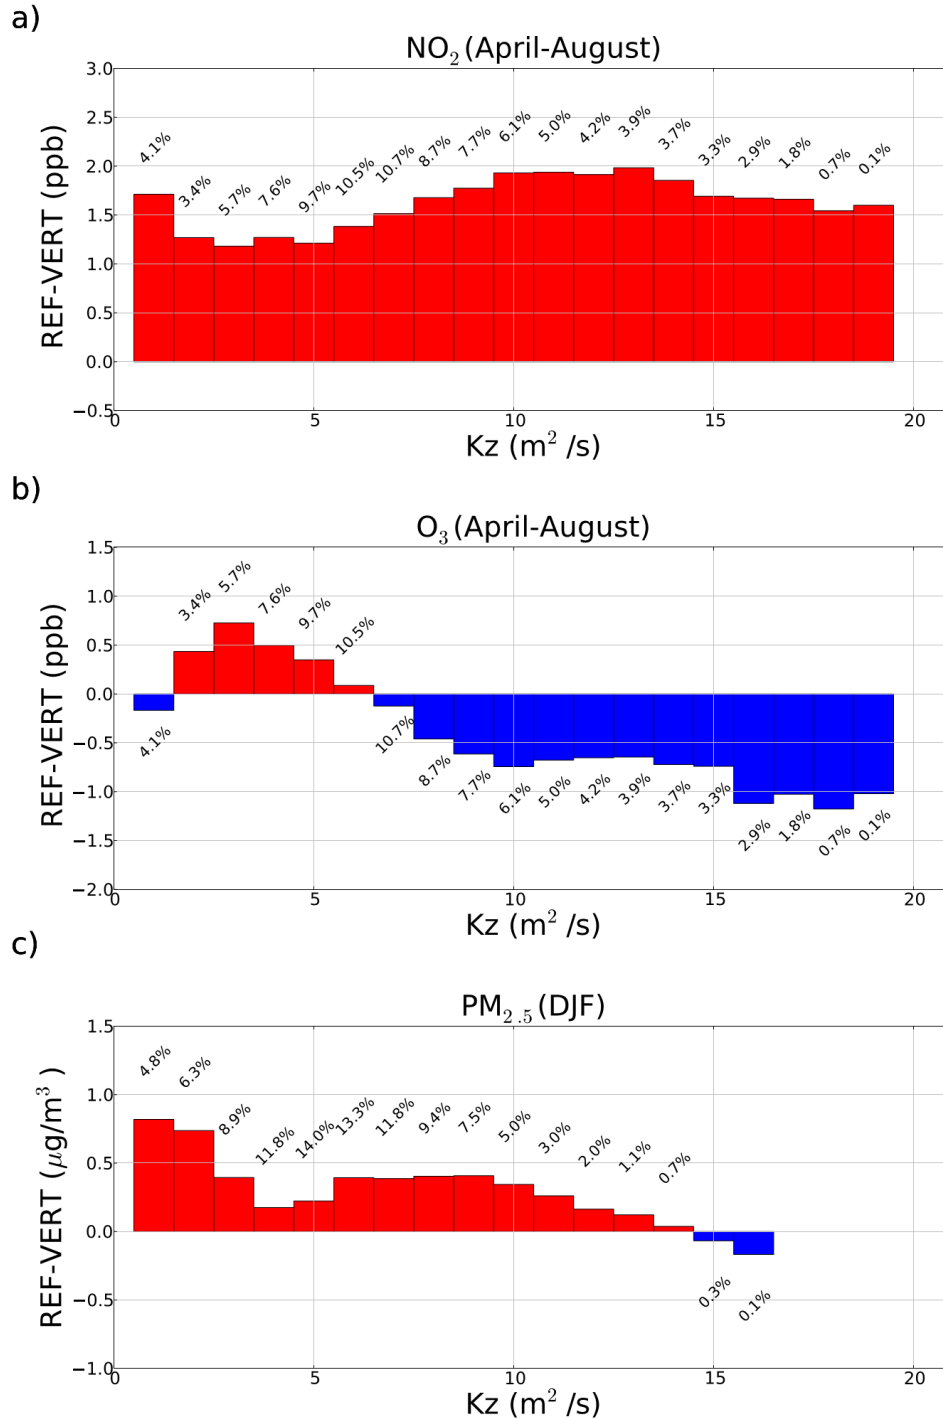 a)
NO₂ (April-August)
REF-VERT (ppb)
3.0
2.5
2.0
1.5
1.0
0.5
0.0
−0.5
4.1% 3.4% 5.7% 7.6% 9.7% 10.5% 10.7% 8.7% 7.7% 6.1% 5.0% 4.2% 3.9% 3.7% 3.3% 2.9% 1.8% 0.7% 0.1%
0 5 10 15 20
Kz (m² /s)
b)
O₃ (April-August)
REF-VERT (ppb)
1.5
1.0
0.5
0.0
−0.5
−1.0
−1.5
−2.0
4.1% 3.4% 5.7% 7.6% 9.7% 10.5% 10.7% 8.7% 7.7% 6.1% 5.0% 4.2% 3.9% 3.7% 3.3% 2.9% 1.8% 0.7% 0.1%
0 5 10 15 20
Kz (m² /s)
c)
PM₂.₅ (DJF)
REF-VERT (μg/m³ )
1.5
1.0
0.5
0.0
−0.5
−1.0
4.8% 6.3% 8.9% 11.8% 14.0% 13.3% 11.8% 9.4% 7.5% 5.0% 3.0% 2.0% 1.1% 0.7% 0.3% 0.1%
0 5 10 15 20
Kz (m² /s)